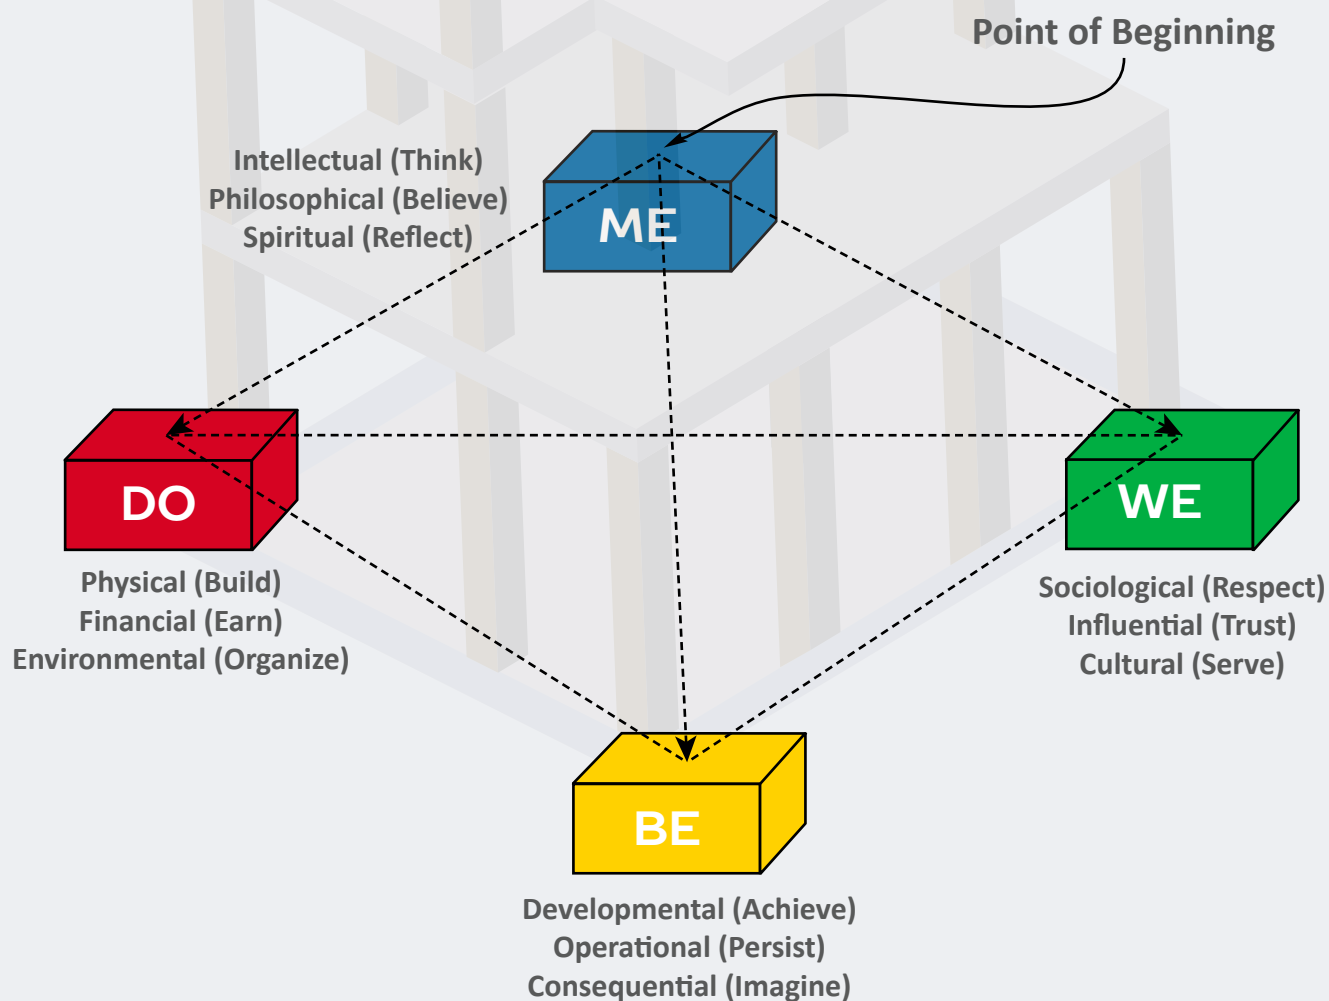 Point of Beginning
Intellectual (Think)
Philosophical (Believe)
Spiritual (Reflect)
ME
DO
Physical (Build)
Financial (Earn)
Environmental (Organize)
WE
Sociological (Respect)
Influential (Trust)
Cultural (Serve)
BE
Developmental (Achieve)
Operational (Persist)
Consequential (Imagine)